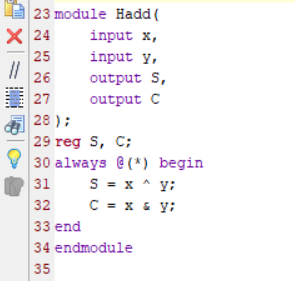 23 module Hadd(
24     input x,
25     input y,
26     output S,
27     output C
28 );
29 reg S, C;
30 always @(*) begin
31     S = x ^ y;
32     C = x & y;
33 end
34 endmodule
35